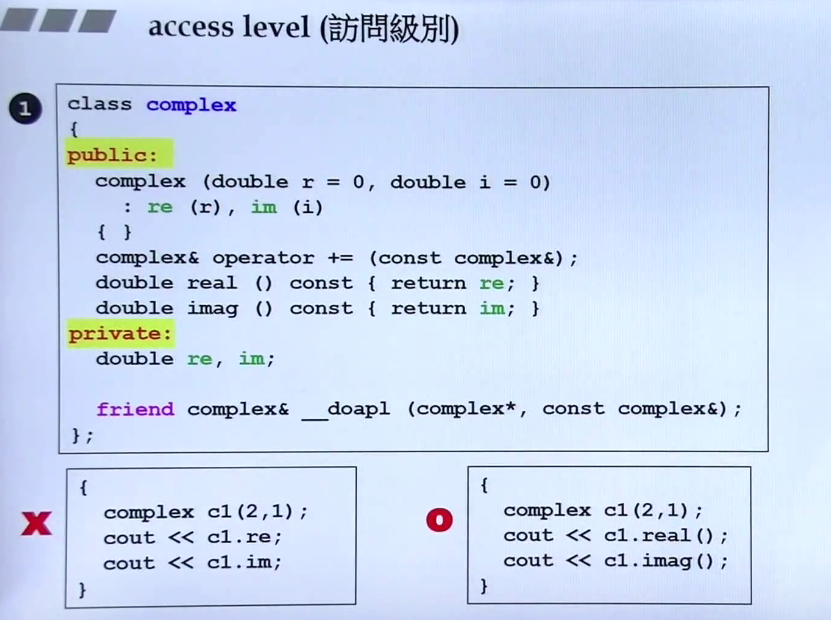 access level (訪問級別)
1
class complex
{
public:
complex (double r = 0, double i = 0)
: re (r), im (i)
{ }
complex& operator += (const complex&);
double real () const { return re; }
double imag () const { return im; }
private:
double re, im;
friend complex& __doapl (complex*, const complex&);
};
X
{
complex c1(2,1);
cout << c1.re;
cout << c1.im;
}
O
{
complex c1(2,1);
cout << c1.real();
cout << c1.imag();
}